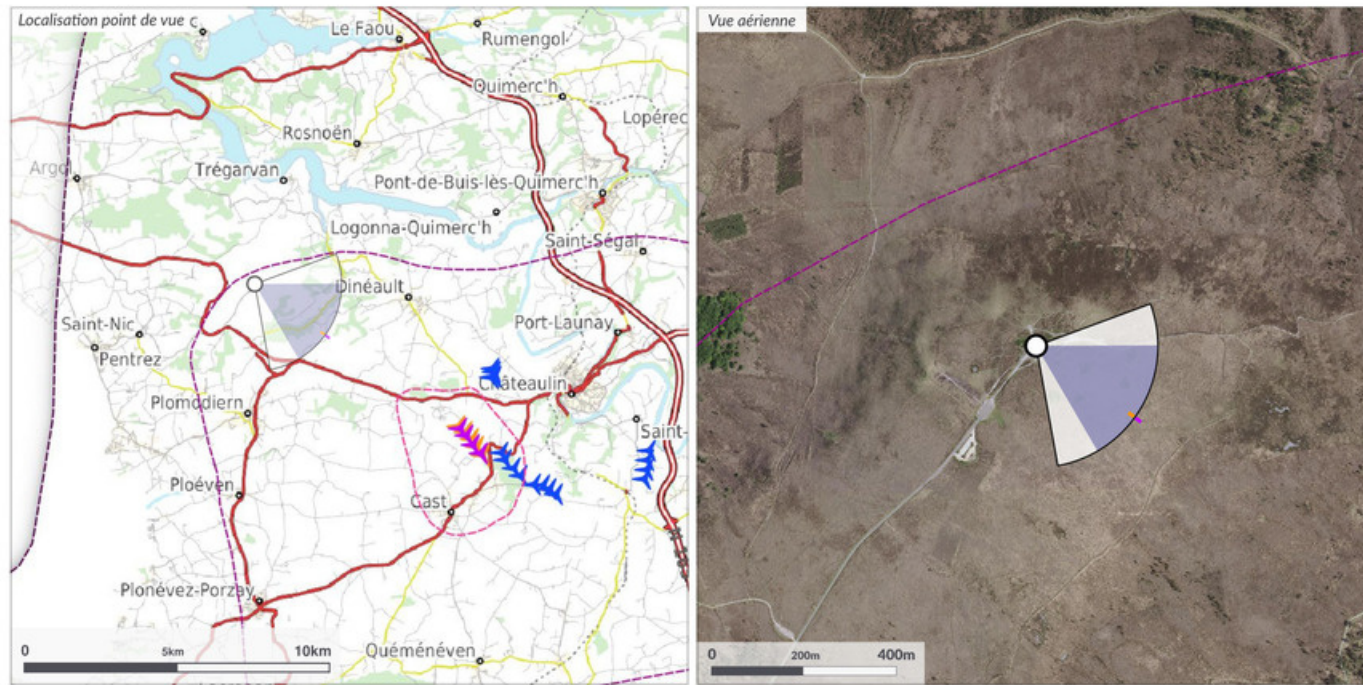 Localisation point de vue
Le Faou
Rumengol
Quimerc'h
Lopérec
Rosnoën
Argol
Trégarvan
Pont-de-Buis-lès-Quimerc'h
Logonna-Quimerc'h
Saint-Ségal
Dinéault
Saint-Nic
Port-Launay
Pentrez
Châteaulin
Plomodiern
Saint-
Ploéven
Cast
Plonévez-Porzay
Quéménéven
0
5km
10km
Vue aérienne
0
200m
400m